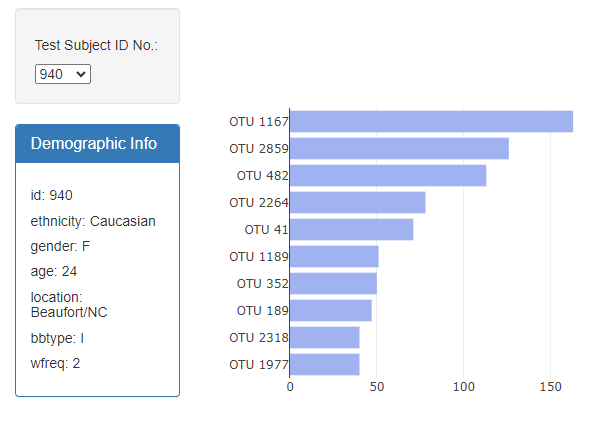 Test Subject ID No.:
940
Demographic Info
id: 940
ethnicity: Caucasian
gender: F
age: 24
location:
Beaufort/NC
bbtype: I
wfreq: 2
OTU 1167
OTU 2859
OTU 482
OTU 2264
OTU 41
OTU 1189
OTU 352
OTU 189
OTU 2318
OTU 1977
0 50 100 150